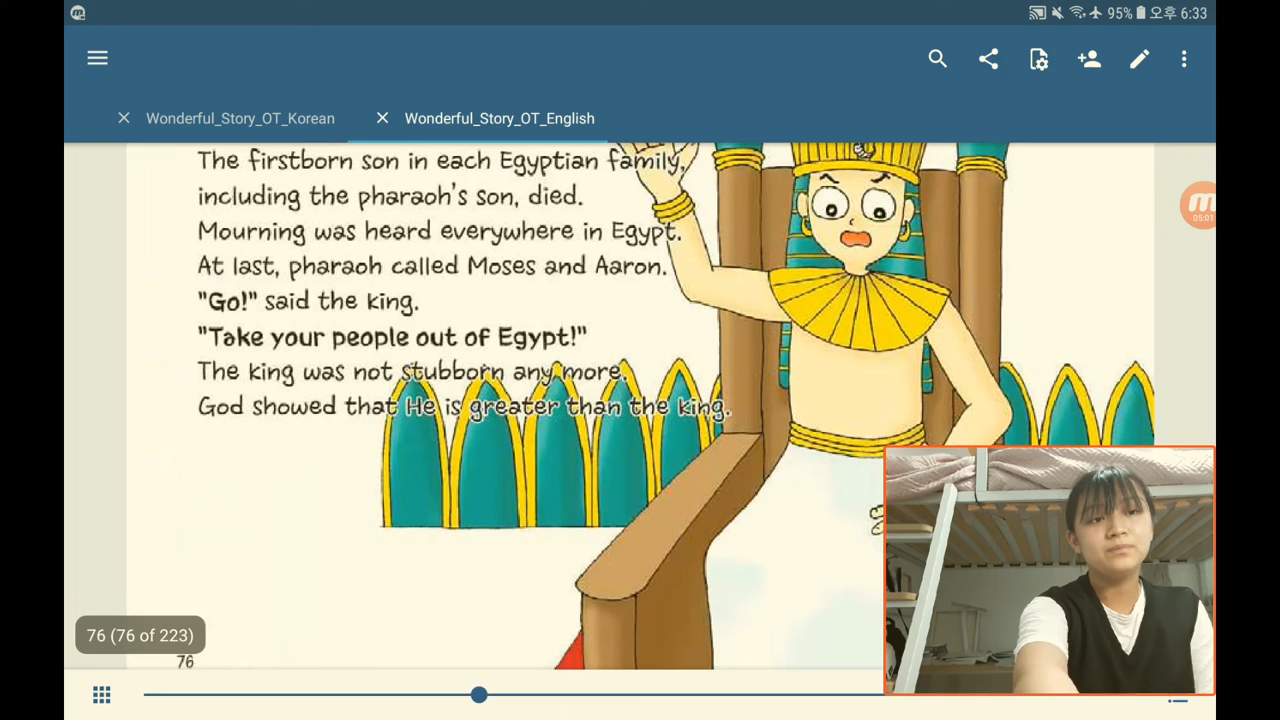 95% 오후 6:33
Wonderful_Story_OT_Korean
Wonderful_Story_OT_English
The firstborn son in each Egyptian family,
including the pharaoh's son, died.
Mourning was heard everywhere in Egypt.
At last, pharaoh called Moses and Aaron.
"Go!" said the king.
"Take your people out of Egypt!"
The king was not stubborn any more.
God showed that He is greater than the king.
05:01
76 (76 of 223)
76